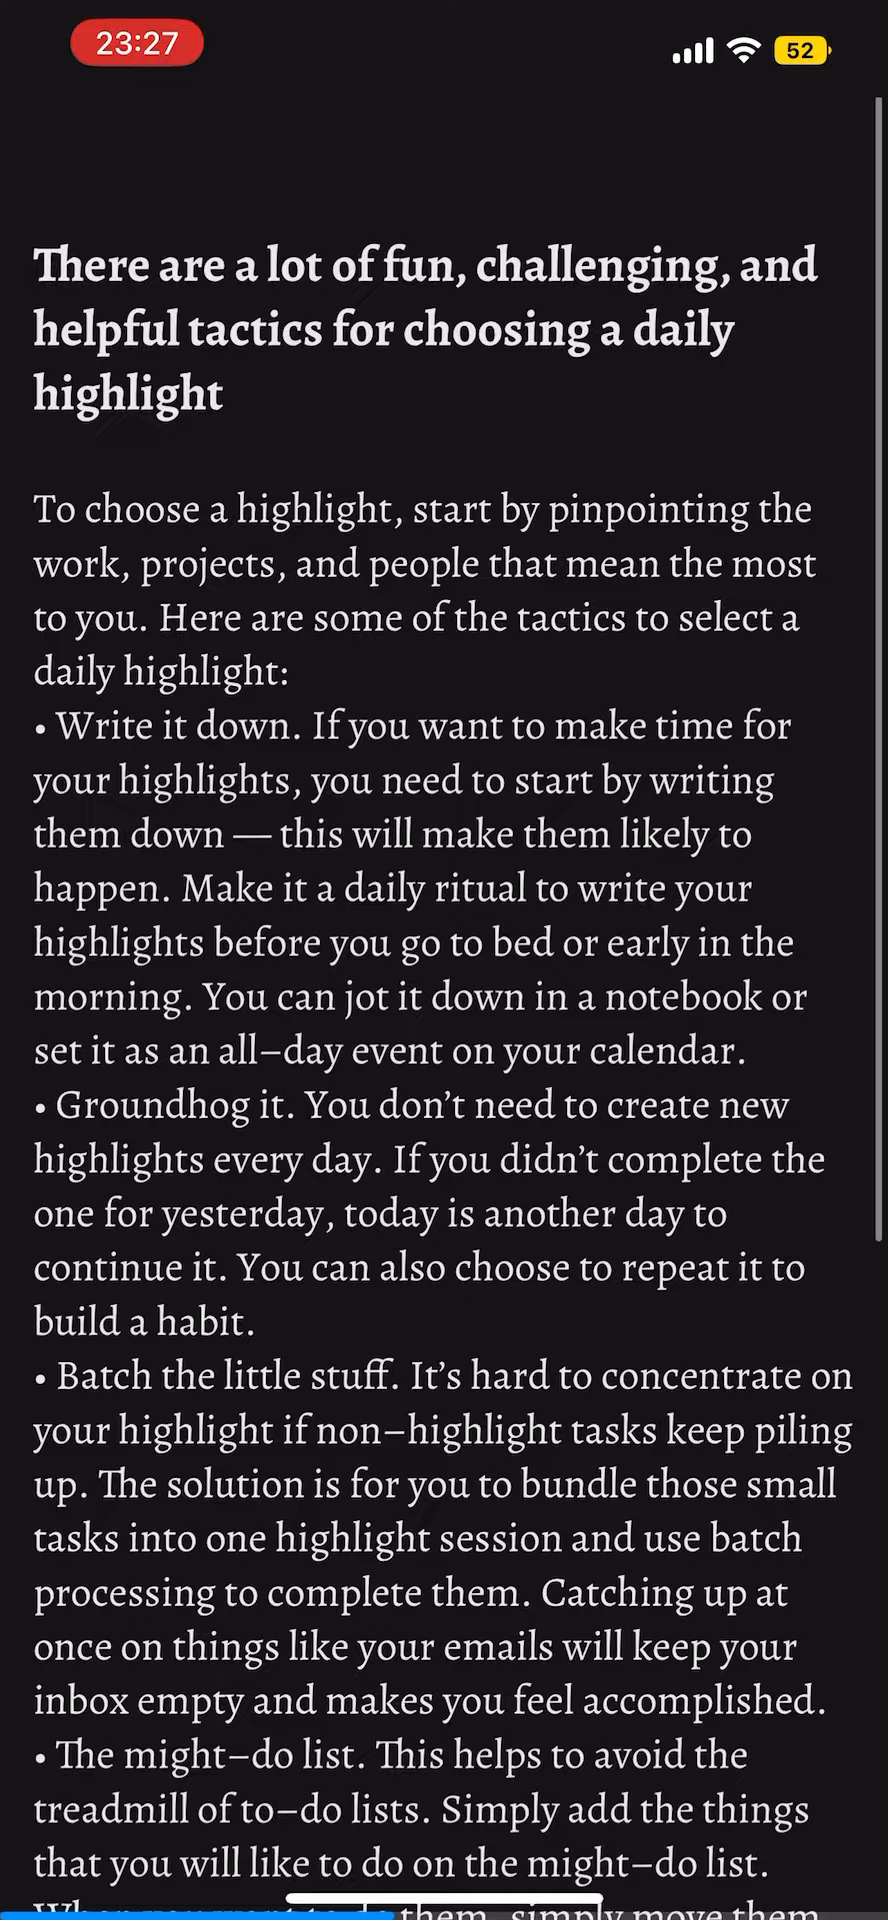 23:27
52
There are a lot of fun, challenging, and
helpful tactics for choosing a daily
highlight
To choose a highlight, start by pinpointing the
work, projects, and people that mean the most
to you. Here are some of the tactics to select a
daily highlight:
• Write it down. If you want to make time for
your highlights, you need to start by writing
them down — this will make them likely to
happen. Make it a daily ritual to write your
highlights before you go to bed or early in the
morning. You can jot it down in a notebook or
set it as an all–day event on your calendar.
• Groundhog it. You don’t need to create new
highlights every day. If you didn’t complete the
one for yesterday, today is another day to
continue it. You can also choose to repeat it to
build a habit.
• Batch the little stuff. It’s hard to concentrate on
your highlight if non–highlight tasks keep piling
up. The solution is for you to bundle those small
tasks into one highlight session and use batch
processing to complete them. Catching up at
once on things like your emails will keep your
inbox empty and makes you feel accomplished.
• The might–do list. This helps to avoid the
treadmill of to–do lists. Simply add the things
that you will like to do on the might–do list.
When you want to do them, simply move them